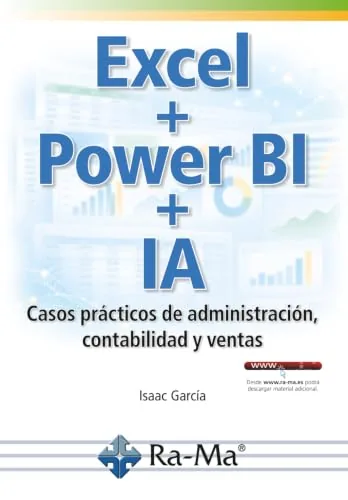 Excel
+
Power BI
+
IA
Casos prácticos de administración,
contabilidad y ventas
www
Desde www.ra-ma.es podrá
descargar material adicional.
Isaac García
Ra-Ma®